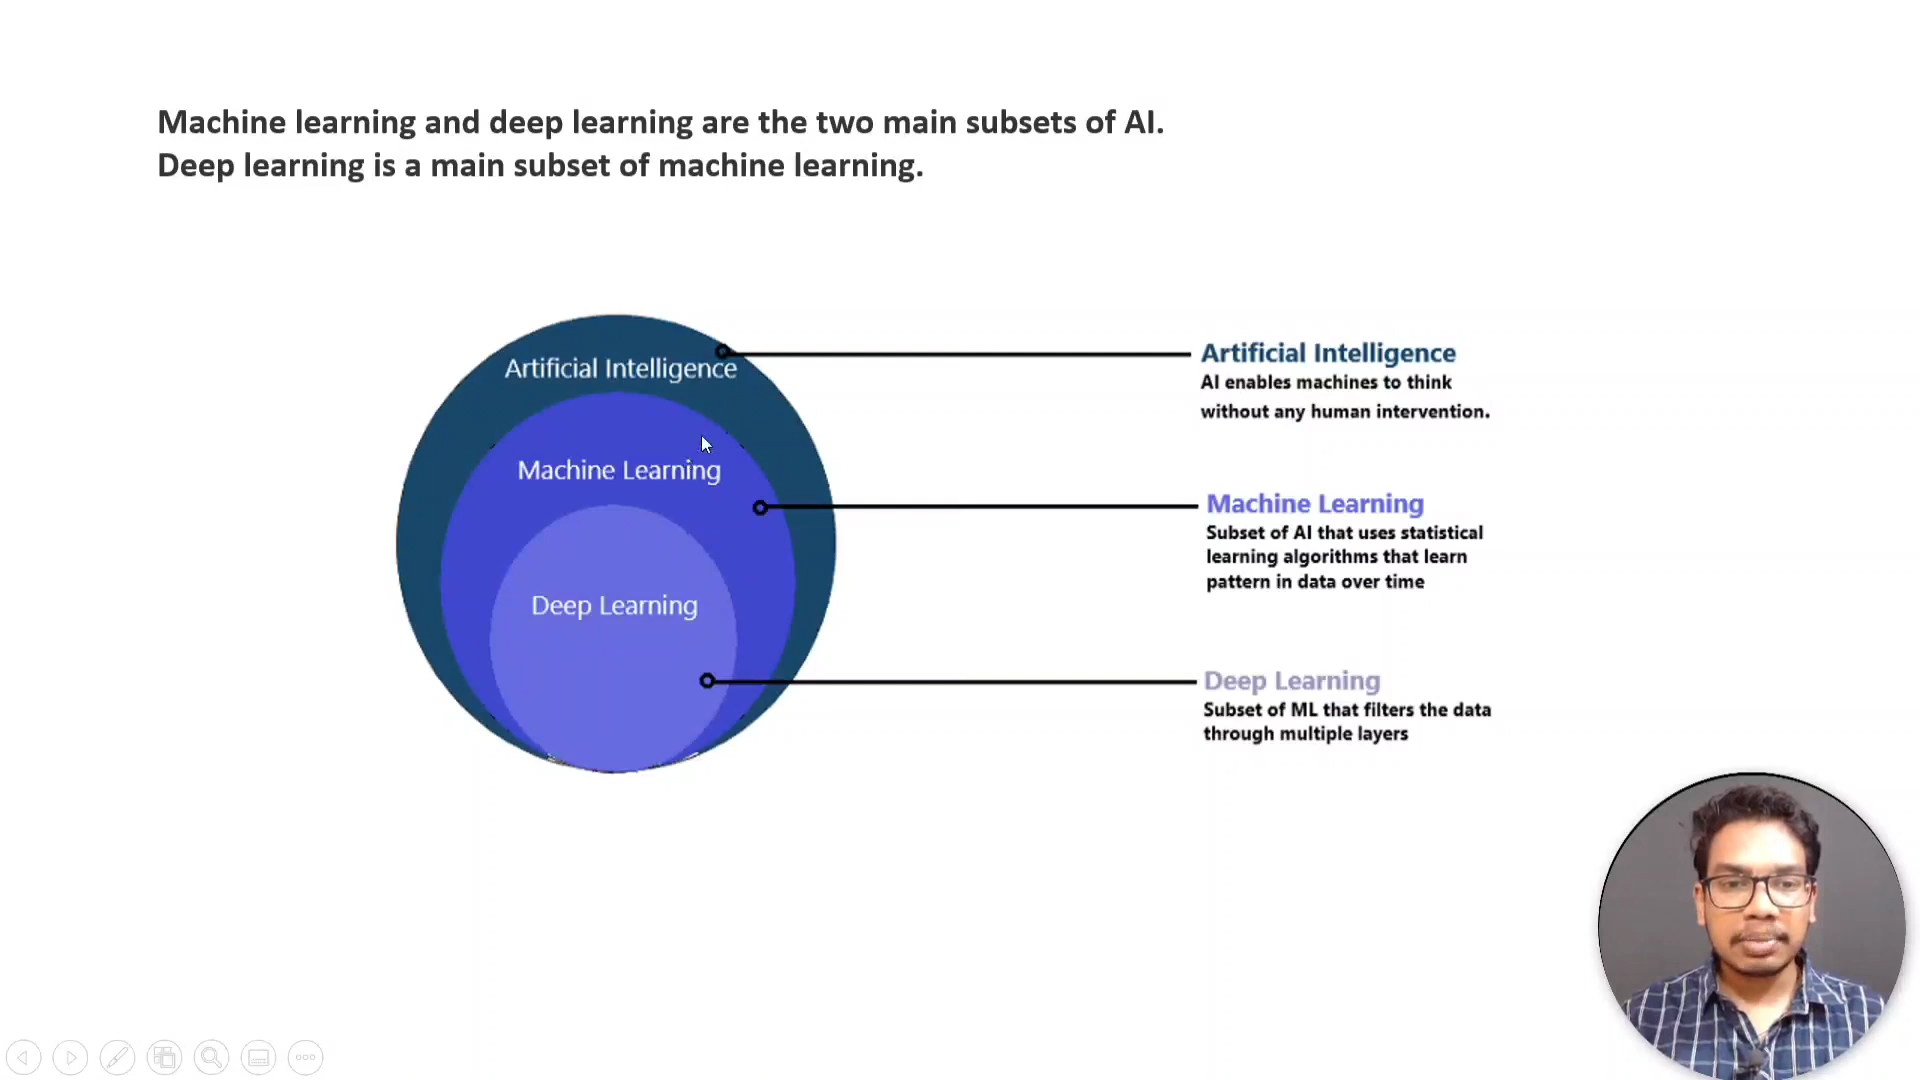 Machine learning and deep learning are the two main subsets of AI.
Deep learning is a main subset of machine learning.
Artificial Intelligence
Machine Learning
Deep Learning
Artificial Intelligence
AI enables machines to think
without any human intervention.
Machine Learning
Subset of AI that uses statistical
learning algorithms that learn
pattern in data over time
Deep Learning
Subset of ML that filters the data
through multiple layers